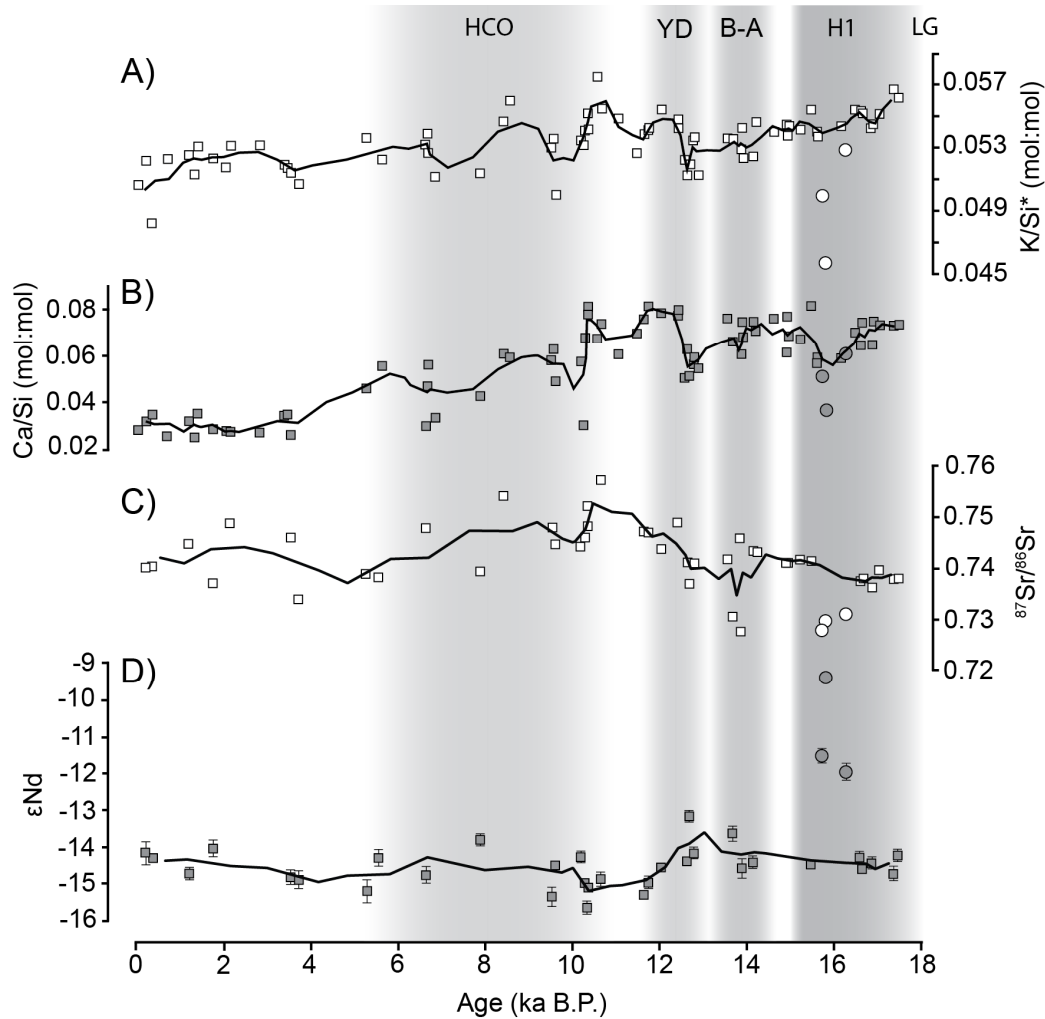 HCO YD B-A H1 LG
A)
0.057
0.053
0.049
0.045
K/Si* (mol:mol)
B)
0.08
0.06
0.04
0.02
Ca/Si (mol:mol)
C)
0.76
0.75
0.74
0.73
0.72
⁸⁷Sr/⁸⁶Sr
D)
-9
-10
-11
-12
-14
-15
-16
εNd
0 2 4 6 8 10 12 14 16 18
Age (ka B.P.)